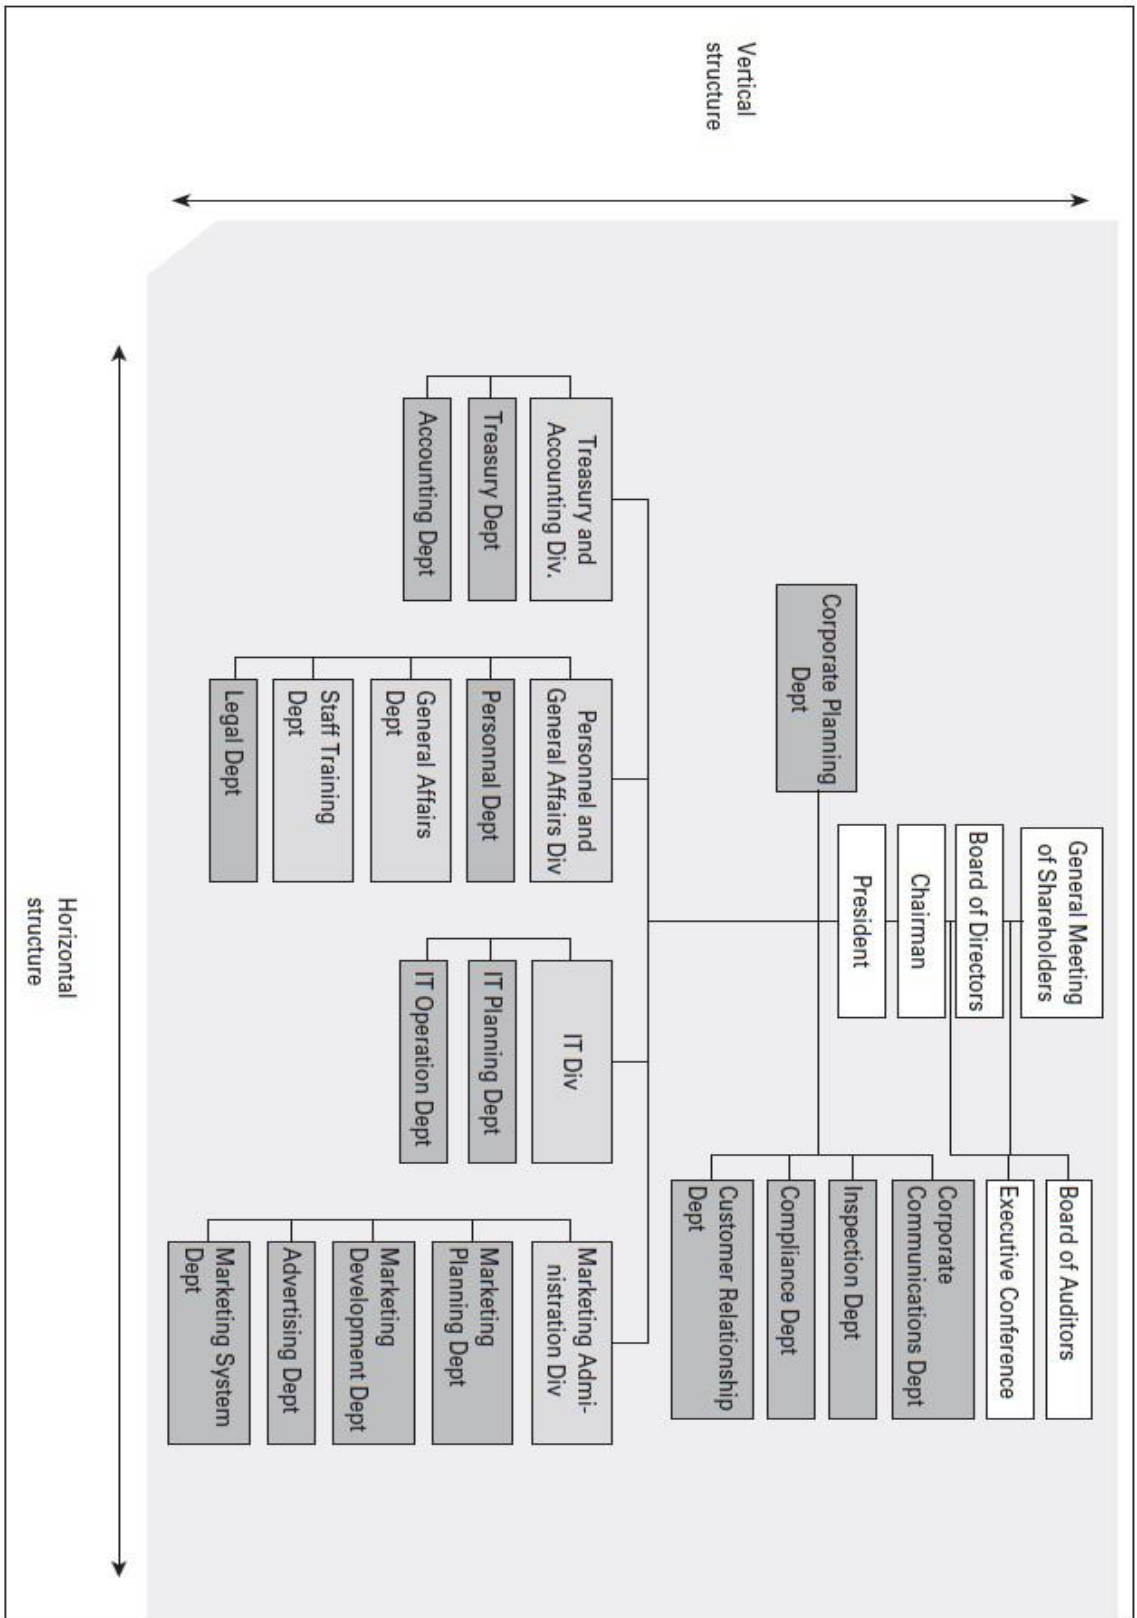 Vertical
structure
General Meeting
of Shareholders
Board of Directors
Chairman
President
Board of Auditors
Executive Conference
Corporate
Communications Dept
Inspection Dept
Compliance Dept
Customer Relationship
Dept
Corporate Planning
Dept
Treasury and
Accounting Div.
Treasury Dept
Accounting Dept
Personnel and
General Affairs Div
Personnal Dept
General Affairs
Dept
Staff Training
Dept
Legal Dept
IT Div
IT Planning Dept
IT Operation Dept
Marketing Admi-
nistration Div
Marketing
Planning Dept
Marketing
Development Dept
Advertising Dept
Marketing System
Dept
Horizontal
structure